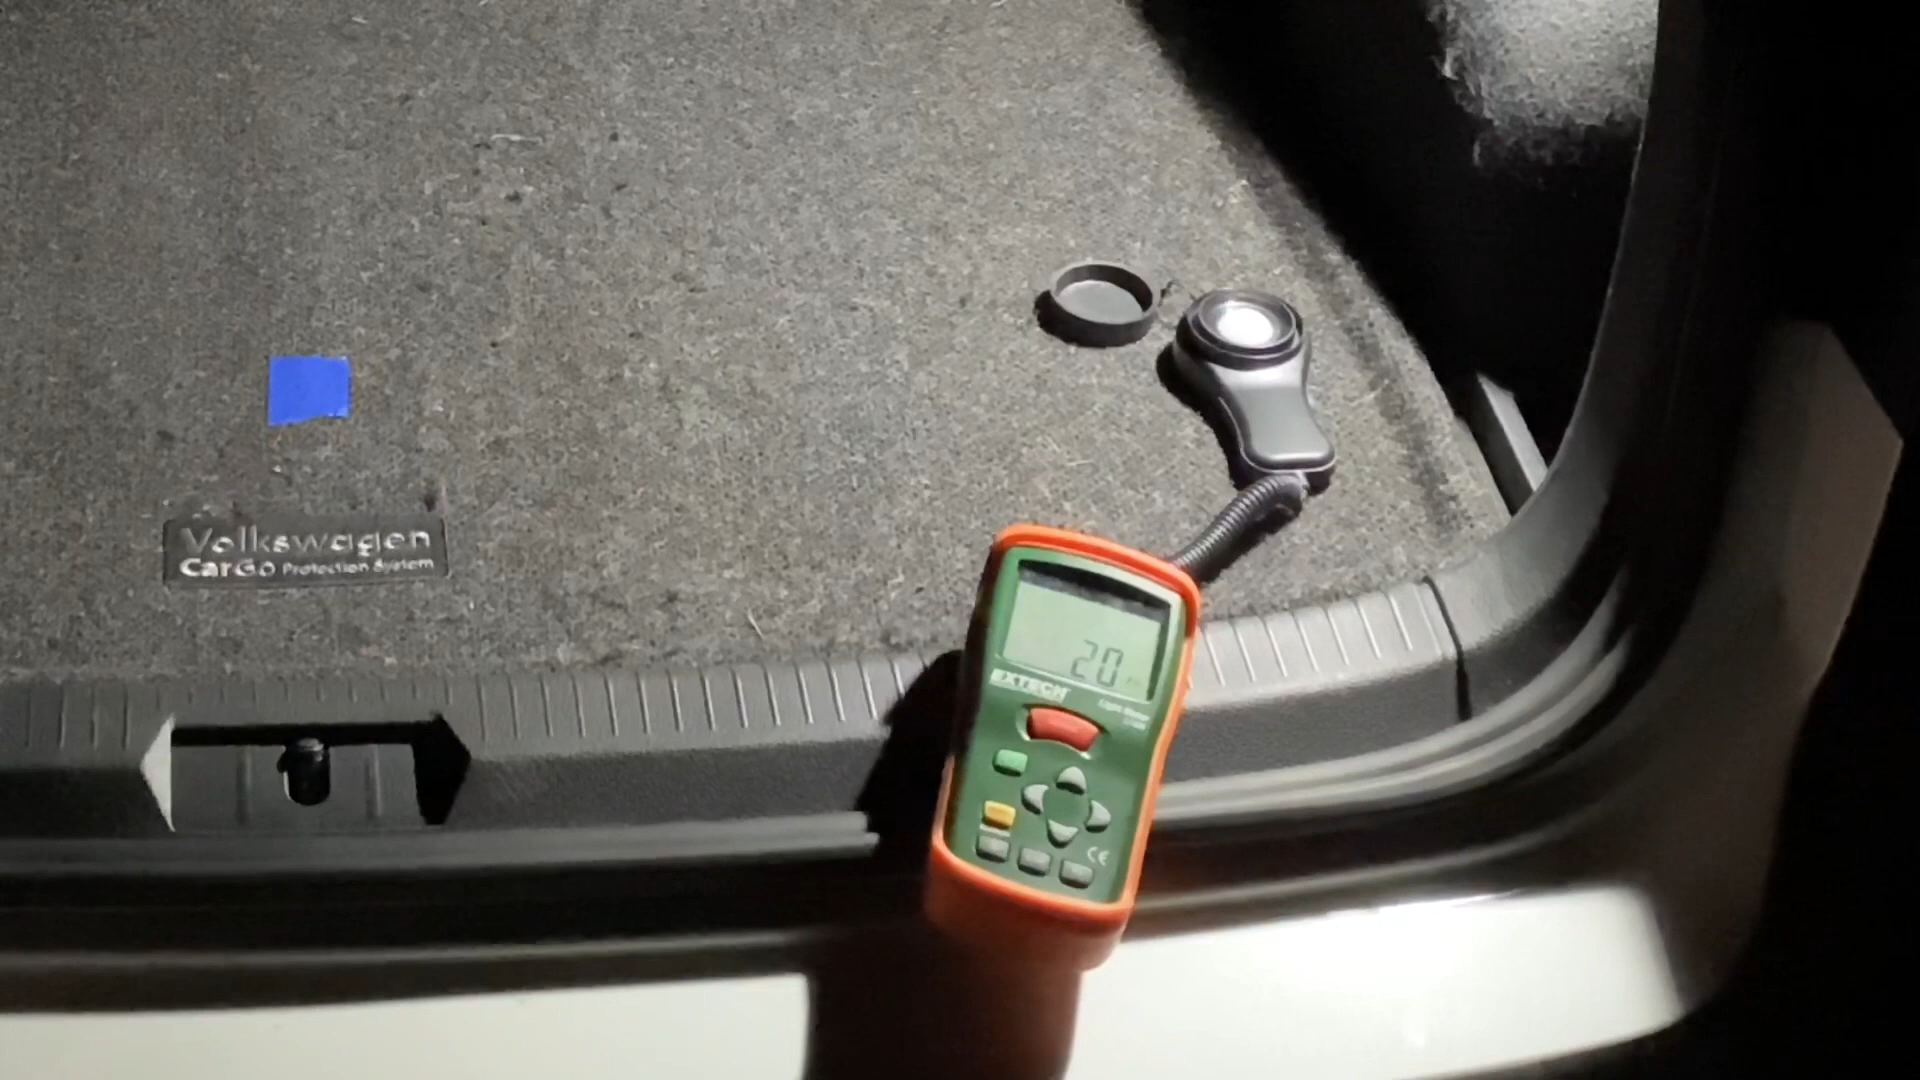 Volkswagen
CarGo Protection System
20
EXTECH
Light Meter
CE